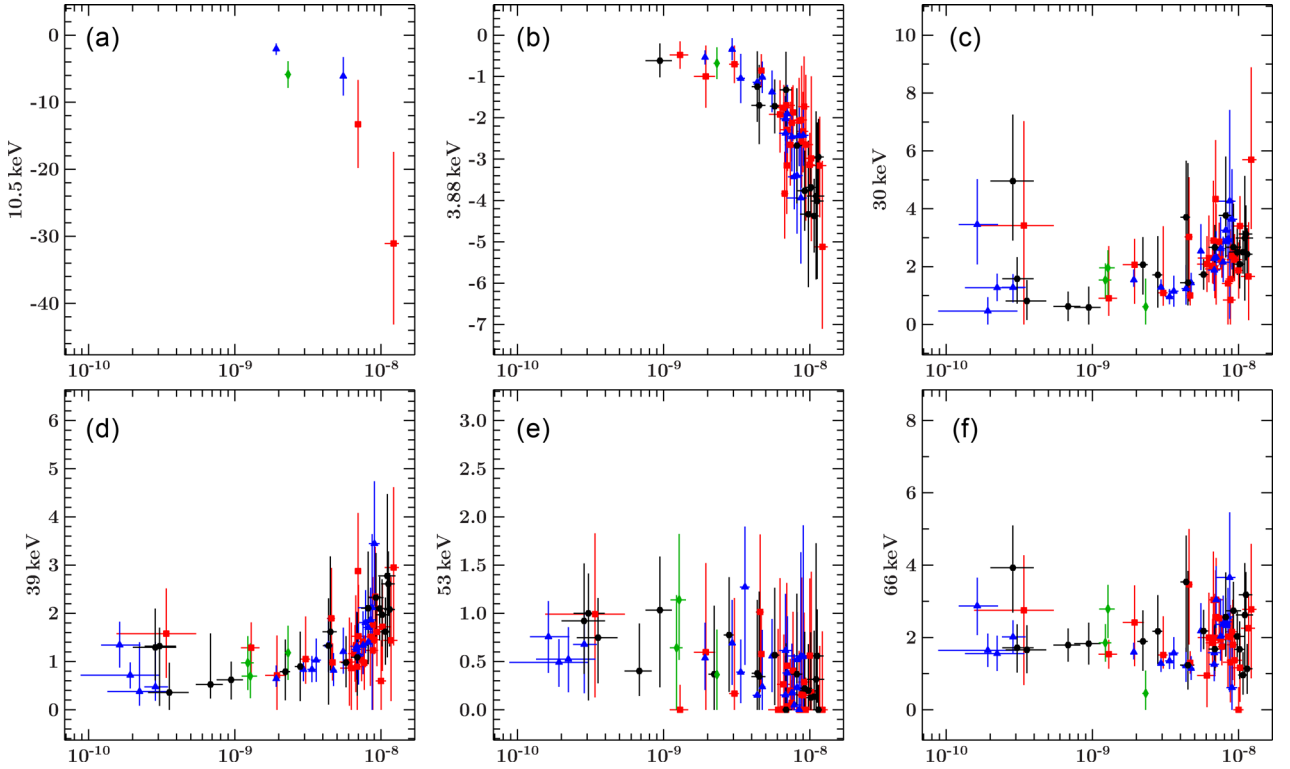 (a)
10.5 keV
0
-10
-20
-30
-40
10⁻¹⁰ 10⁻⁹ 10⁻⁸
(b)
3.88 keV
0
-1
-2
-3
-4
-5
-6
-7
10⁻¹⁰ 10⁻⁹ 10⁻⁸
(c)
30 keV
10
8
6
4
2
0
10⁻¹⁰ 10⁻⁹ 10⁻⁸
(d)
39 keV
6
5
4
3
2
1
0
10⁻¹⁰ 10⁻⁹ 10⁻⁸
(e)
53 keV
3.0
2.5
2.0
1.5
1.0
0.5
0.0
10⁻¹⁰ 10⁻⁹ 10⁻⁸
(f)
66 keV
8
6
4
2
0
10⁻¹⁰ 10⁻⁹ 10⁻⁸